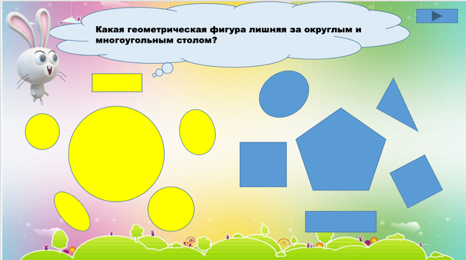 Какая геометрическая фигура лишняя за округлым и
многоугольным столом?